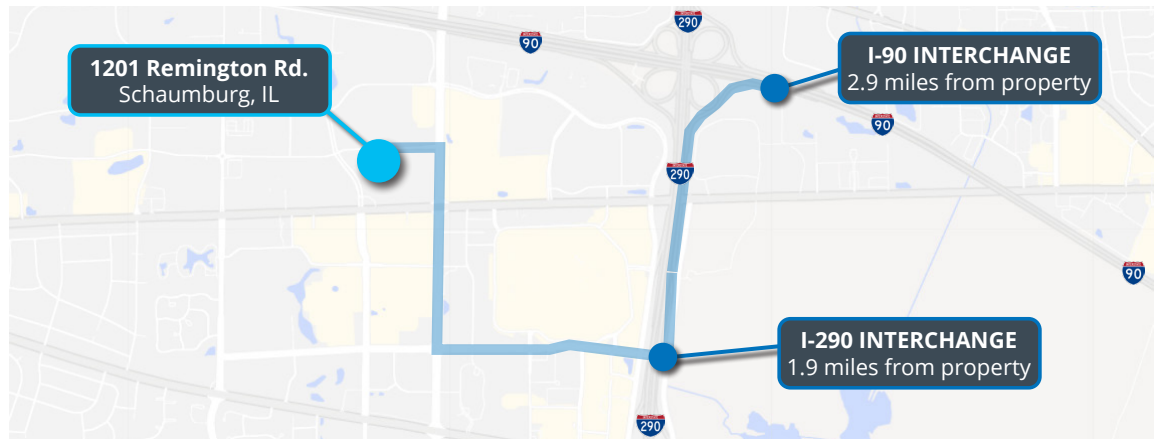 290
90
1201 Remington Rd.
Schaumburg, IL
I-90 INTERCHANGE
2.9 miles from property
90
290
90
I-290 INTERCHANGE
1.9 miles from property
290